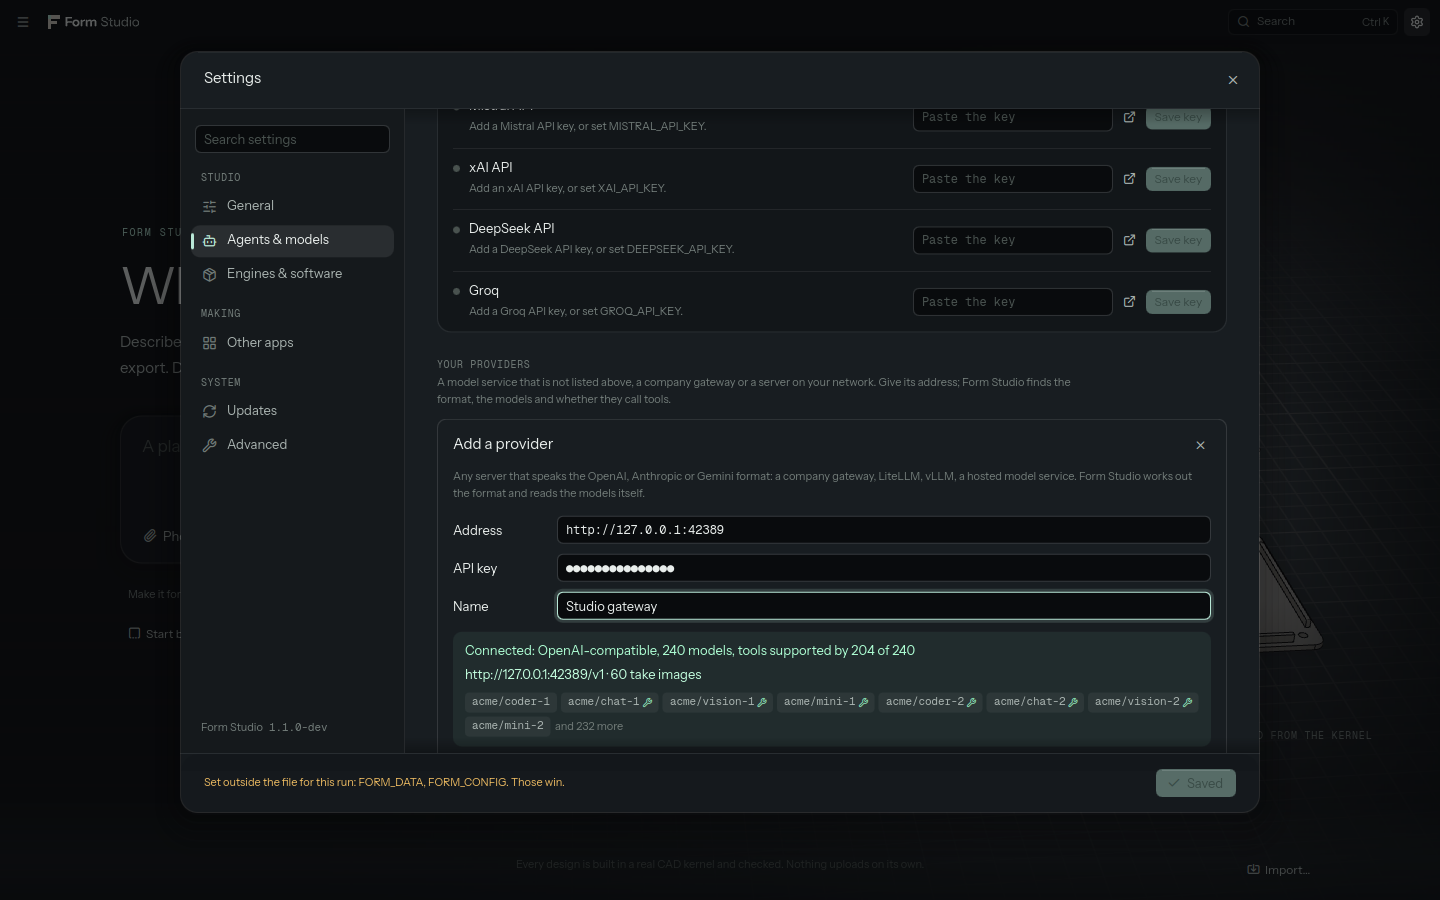 Form Studio
Search
Ctrl K
Settings
Search settings
STUDIO
General
Agents & models
Engines & software
MAKING
Other apps
SYSTEM
Updates
Advanced
Form Studio 1.1.0-dev
Add a Mistral API key, or set MISTRAL_API_KEY.
Paste the key
Save key
xAI API
Add an xAI API key, or set XAI_API_KEY.
Paste the key
Save key
DeepSeek API
Add a DeepSeek API key, or set DEEPSEEK_API_KEY.
Paste the key
Save key
Groq
Add a Groq API key, or set GROQ_API_KEY.
Paste the key
Save key
YOUR PROVIDERS
A model service that is not listed above, a company gateway or a server on your network. Give its address; Form Studio finds the
format, the models and whether they call tools.
Add a provider
Any server that speaks the OpenAI, Anthropic or Gemini format: a company gateway, LiteLLM, vLLM, a hosted model service. Form Studio works out
the format and reads the models itself.
Address
http://127.0.0.1:42389
API key
Name
Studio gateway
Connected: OpenAI-compatible, 240 models, tools supported by 204 of 240
http://127.0.0.1:42389/v1 · 60 take images
acme/coder-1 acme/chat-1 acme/vision-1 acme/mini-1 acme/coder-2 acme/chat-2 acme/vision-2
acme/mini-2 and 232 more
Set outside the file for this run: FORM_DATA, FORM_CONFIG. Those win.
Saved
FORM STU
Describe
export. D
A pla
Make it for
Start b
FROM THE KERNEL
Every design is built in a real CAD kernel and checked. Nothing uploads on its own.
Import...